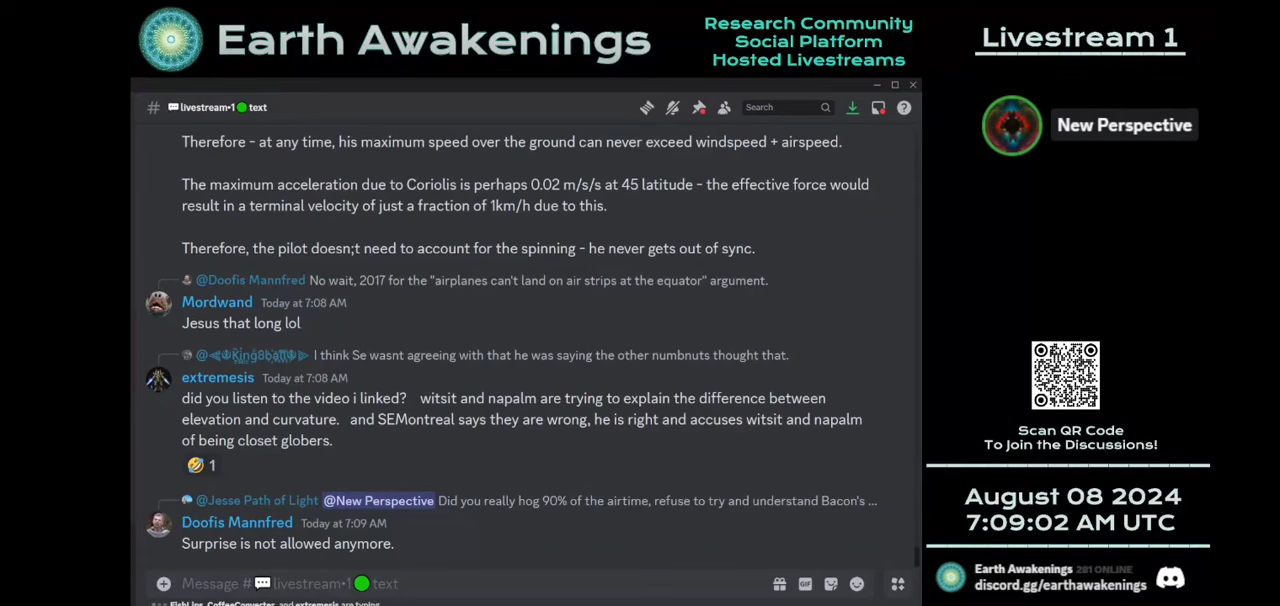 Earth Awakenings
Research Community
Social Platform
Hosted Livestreams
Livestream 1
New Perspective
# livestream•1 text
Search
Therefore - at any time, his maximum speed over the ground can never exceed windspeed + airspeed.
The maximum acceleration due to Coriolis is perhaps 0.02 m/s/s at 45 latitude - the effective force would
result in a terminal velocity of just a fraction of 1km/h due to this.
Therefore, the pilot doesn;t need to account for the spinning - he never gets out of sync.
@Doofis Mannfred No wait, 2017 for the "airplanes can't land on air strips at the equator" argument.
Mordwand Today at 7:08 AM
Jesus that long lol
I think Se wasnt agreeing with that he was saying the other numbnuts thought that.
extremesis Today at 7:08 AM
did you listen to the video i linked? witsit and napalm are trying to explain the difference between
elevation and curvature. and SEMontreal says they are wrong, he is right and accuses witsit and napalm
of being closet globers.
🤣 1
@Jesse Path of Light @New Perspective Did you really hog 90% of the airtime, refuse to try and understand Bacon's ...
Doofis Mannfred Today at 7:09 AM
Surprise is not allowed anymore.
Message # livestream•1 text
GIF
FishLips, CoffeeConverter, and extremesis are typing
Scan QR Code
To Join the Discussions!
August 08 2024
7:09:02 AM UTC
Earth Awakenings 281 ONLINE
discord.gg/earthawakenings